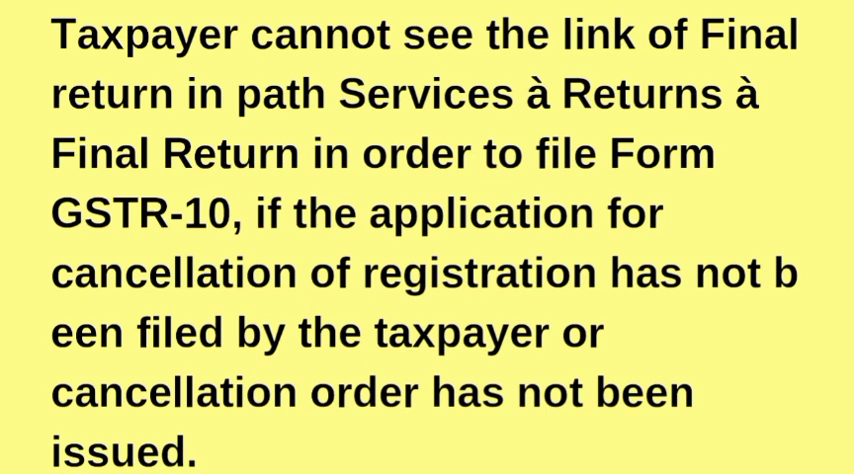 Taxpayer cannot see the link of Final
return in path Services à Returns à
Final Return in order to file Form
GSTR-10, if the application for
cancellation of registration has not b
een filed by the taxpayer or
cancellation order has not been
issued.